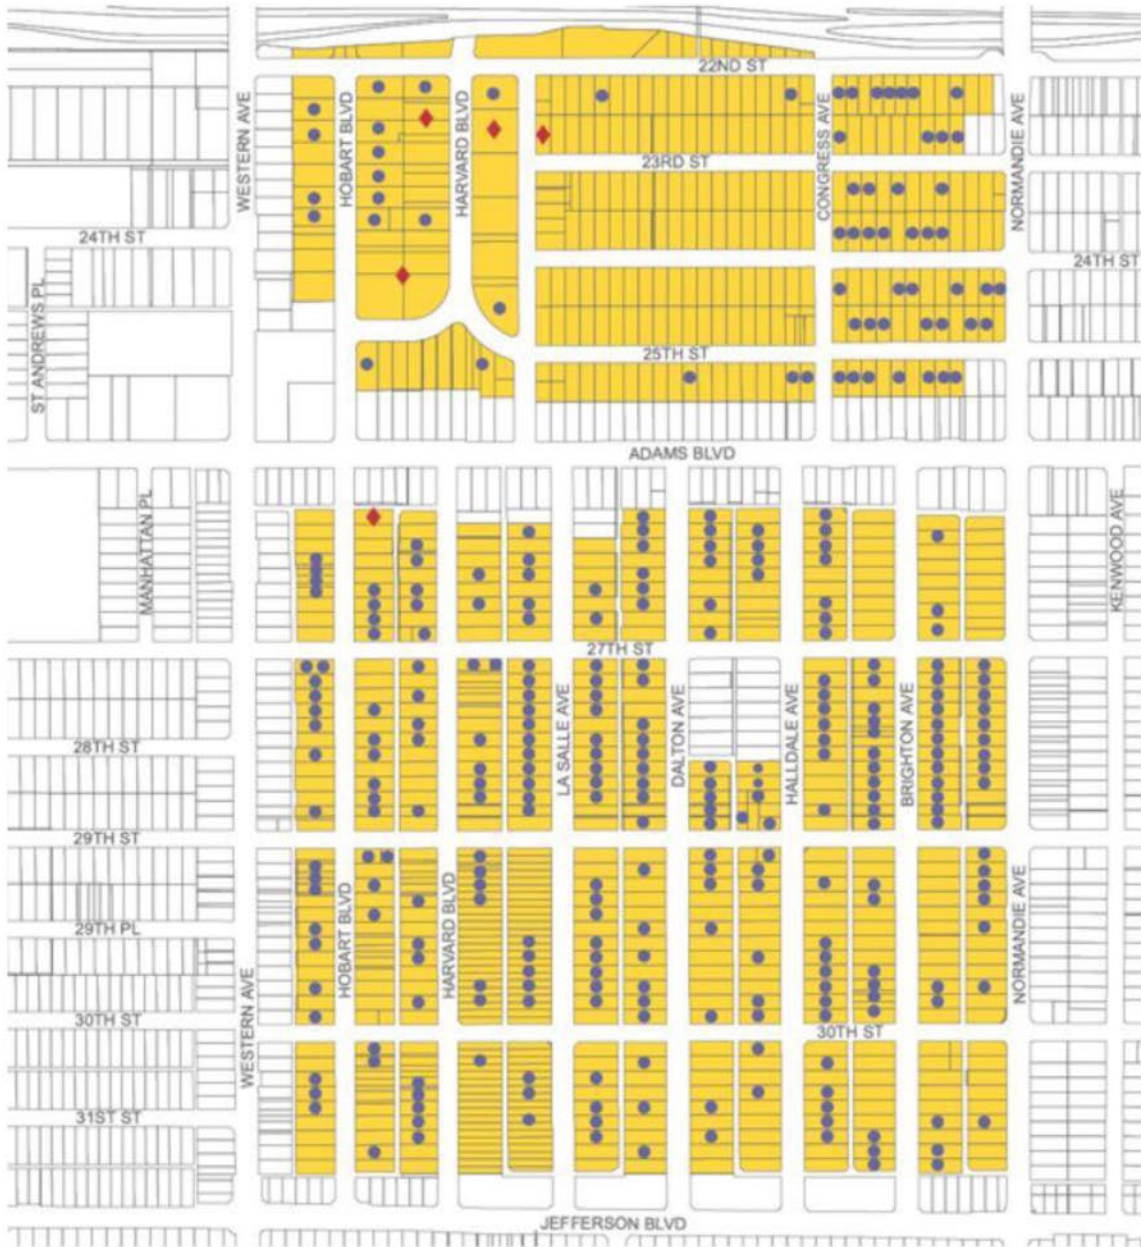 22ND ST
WESTERN AVE
HOBART BLVD
HARVARD BLVD
CONGRESS AVE
NORMANDIE AVE
23RD ST
24TH ST
24TH ST
ST ANDREWS PL
25TH ST
ADAMS BLVD
MANHATTAN PL
KENWOOD AVE
27TH ST
LA SALLE AVE
DALTON AVE
HALLDALE AVE
BRIGHTON AVE
28TH ST
29TH ST
HOBART BLVD
HARVARD BLVD
NORMANDIE AVE
29TH PL
WESTERN AVE
30TH ST
30TH ST
31ST ST
JEFFERSON BLVD